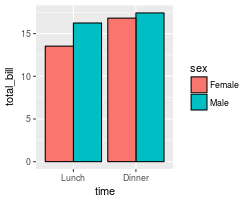 15
10
5
0
total_bill
Lunch
Dinner
time
sex
Female
Male